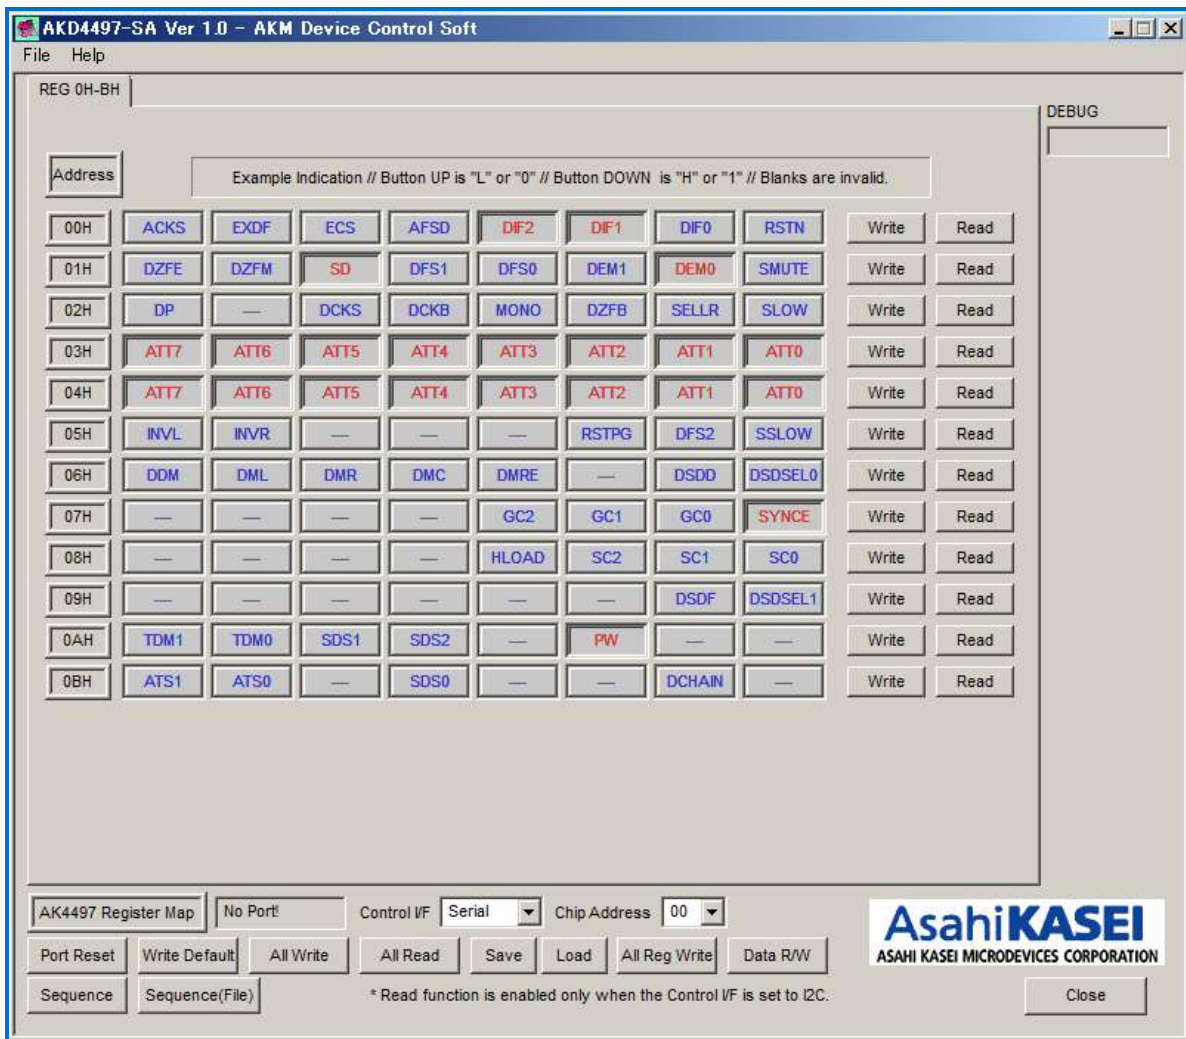 AKD4497-SA Ver 1.0 - AKM Device Control Soft
File Help
REG 0H-BH
DEBUG
Address
Example Indication // Button UP is "L" or "0" // Button DOWN is "H" or "1" // Blanks are invalid.
00H ACKS EXDF ECS AFSD DIF2 DIF1 DIF0 RSTN Write Read
01H DZFE DZFM SD DFS1 DFS0 DEM1 DEM0 SMUTE Write Read
02H DP — DCKS DCKB MONO DZFB SELLR SLOW Write Read
03H ATT7 ATT6 ATT5 ATT4 ATT3 ATT2 ATT1 ATT0 Write Read
04H ATT7 ATT6 ATT5 ATT4 ATT3 ATT2 ATT1 ATT0 Write Read
05H INVL INVR — — — RSTPG DFS2 SSLOW Write Read
06H DDM DML DMR DMC DMRE — DSDD DSDSEL0 Write Read
07H — — — — GC2 GC1 GC0 SYNCE Write Read
08H — — — — HLOAD SC2 SC1 SC0 Write Read
09H — — — — — — DSDF DSDSEL1 Write Read
0AH TDM1 TDM0 SDS1 SDS2 — PW — — Write Read
0BH ATS1 ATS0 — SDS0 — — DCHAIN — Write Read
AK4497 Register Map No Port! Control I/F Serial Chip Address 00
AsahiKASEI
ASAHI KASEI MICRODEVICES CORPORATION
Port Reset Write Default All Write All Read Save Load All Reg Write Data R/W
Sequence Sequence(File) * Read function is enabled only when the Control I/F is set to I2C. Close